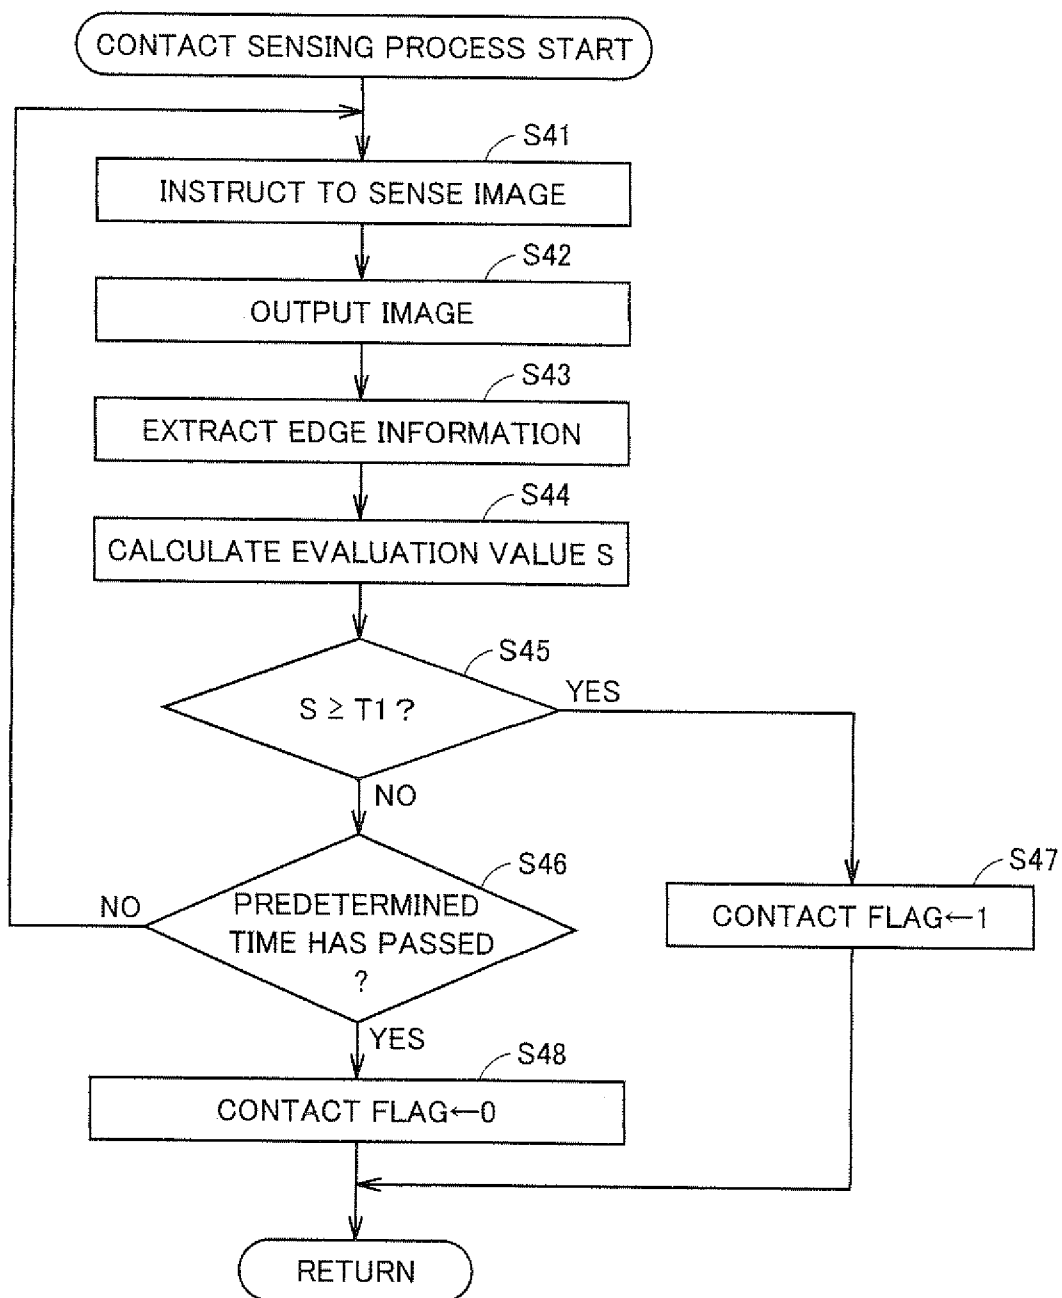 CONTACT SENSING PROCESS START
S41
INSTRUCT TO SENSE IMAGE
S42
OUTPUT IMAGE
S43
EXTRACT EDGE INFORMATION
S44
CALCULATE EVALUATION VALUE S
S45
S ≥ T1 ?
YES
NO
S46
NO
PREDETERMINED
TIME HAS PASSED
?
S47
CONTACT FLAG←1
YES
S48
CONTACT FLAG←0
RETURN